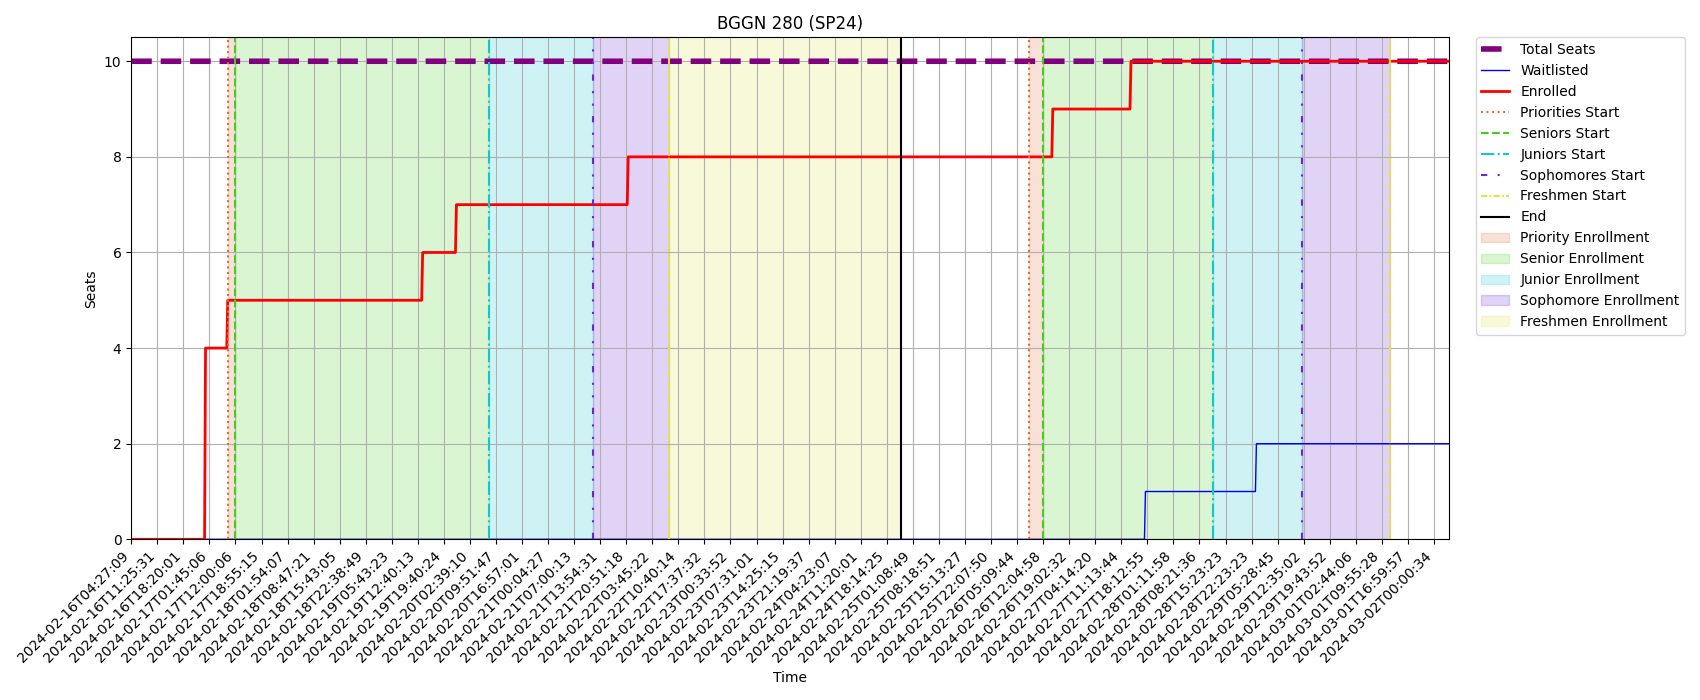 BGGN 280 (SP24)
Total Seats
Waitlisted
Enrolled
Priorities Start
Seniors Start
Juniors Start
Sophomores Start
Freshmen Start
End
Priority Enrollment
Senior Enrollment
Junior Enrollment
Sophomore Enrollment
Freshmen Enrollment
Seats
10
8
6
4
2
0
2024-02-16T04:27:09
2024-02-16T11:25:31
2024-02-16T18:20:01
2024-02-17T01:45:06
2024-02-17T12:00:06
2024-02-17T18:55:15
2024-02-18T01:54:07
2024-02-18T08:47:21
2024-02-18T15:43:05
2024-02-18T22:38:49
2024-02-19T05:43:23
2024-02-19T12:40:13
2024-02-19T19:40:24
2024-02-20T02:39:10
2024-02-20T09:51:47
2024-02-20T16:57:01
2024-02-21T00:04:27
2024-02-21T07:00:13
2024-02-21T13:54:31
2024-02-21T20:51:18
2024-02-22T03:45:22
2024-02-22T10:40:14
2024-02-22T17:37:32
2024-02-23T00:33:52
2024-02-23T07:31:01
2024-02-23T14:25:15
2024-02-23T21:19:37
2024-02-24T04:23:07
2024-02-24T11:20:01
2024-02-24T18:14:25
2024-02-25T01:08:49
2024-02-25T08:18:51
2024-02-25T15:13:27
2024-02-25T22:07:50
2024-02-26T05:09:44
2024-02-26T12:04:58
2024-02-26T19:02:32
2024-02-27T04:14:20
2024-02-27T11:13:44
2024-02-27T18:12:55
2024-02-28T01:11:58
2024-02-28T08:21:36
2024-02-28T15:23:23
2024-02-28T22:23:23
2024-02-29T05:28:45
2024-02-29T12:35:02
2024-02-29T19:43:52
2024-03-01T02:44:06
2024-03-01T09:55:28
2024-03-01T16:59:57
2024-03-02T00:00:34
Time